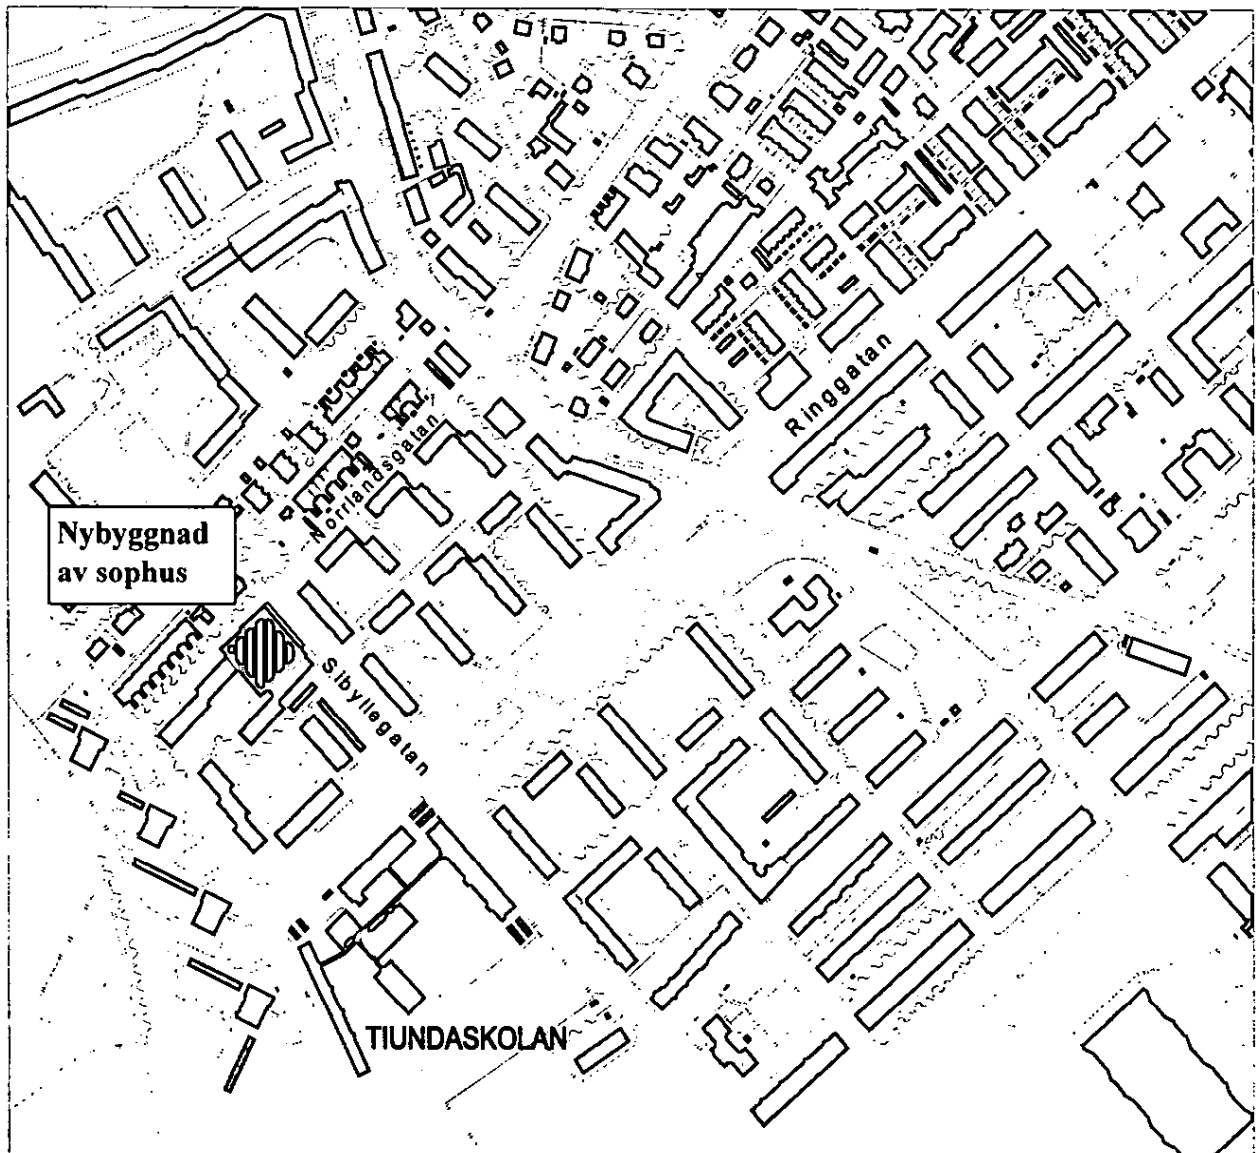 Ringgatan
Norrlandsgatan
Nybyggnad
av sophus
Sibyllegatan
TIUNDASKOLAN